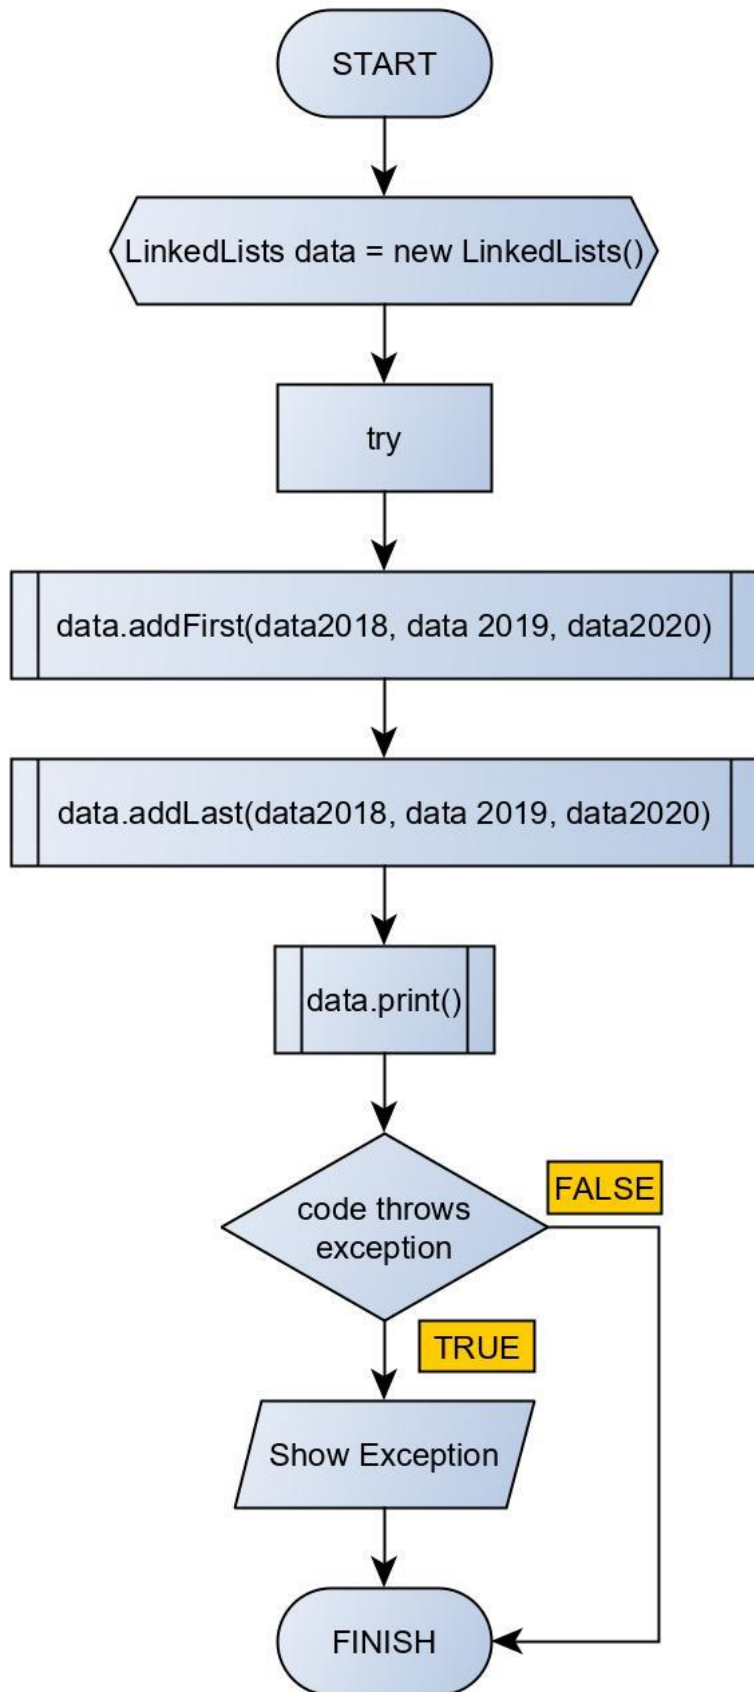 START
LinkedLists data = new LinkedLists()
try
data.addFirst(data2018, data 2019, data2020)
data.addLast(data2018, data 2019, data2020)
data.print()
code throws
exception
FALSE
TRUE
Show Exception
FINISH